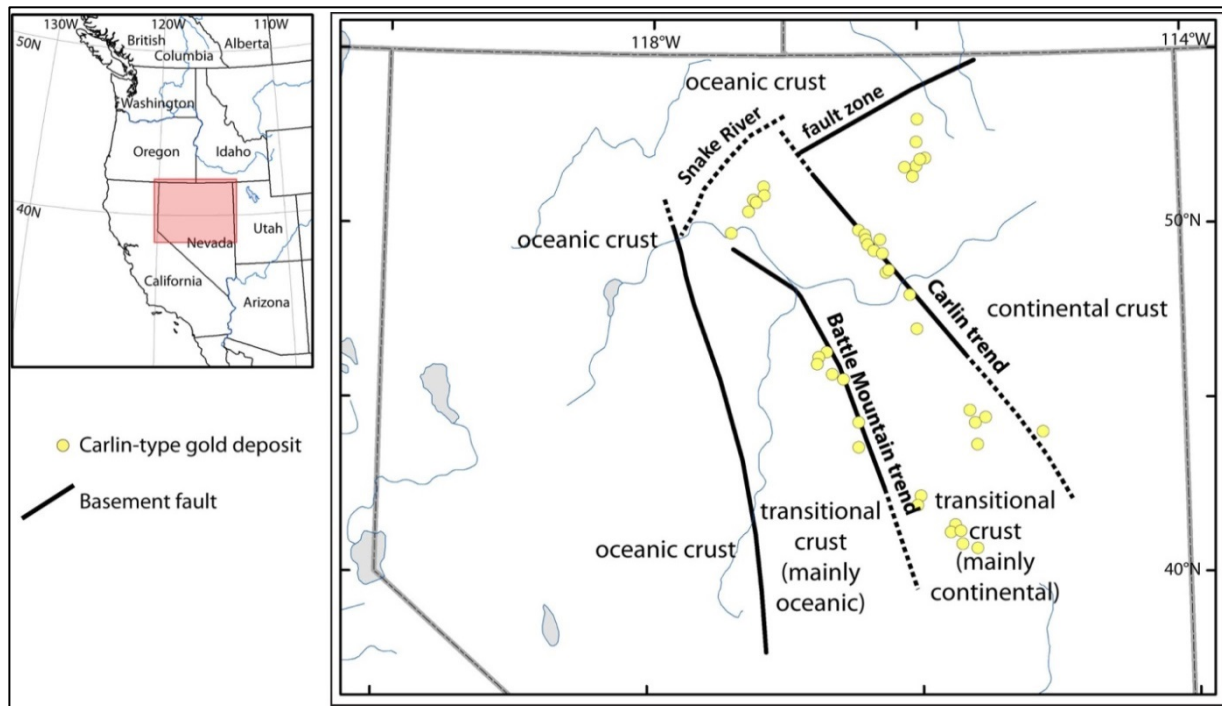 130W
120W
110W
50N
40N
British
Columbia
Alberta
Washington
Oregon
Idaho
Nevada
Utah
California
Arizona
Carlin-type gold deposit
Basement fault
118°W
114°W
oceanic crust
Snake River
fault zone
oceanic crust
50°N
Carlin trend
continental crust
Battle Mountain trend
oceanic crust
transitional
crust
(mainly
oceanic)
transitional
crust
(mainly
continental)
40°N